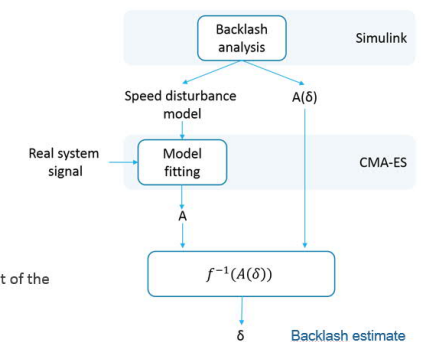 Backlash
analysis
Simulink
Speed disturbance
model
A(δ)
Real system
signal
Model
fitting
CMA-ES
A
t of the
f⁻¹(A(δ))
δ
Backlash estimate